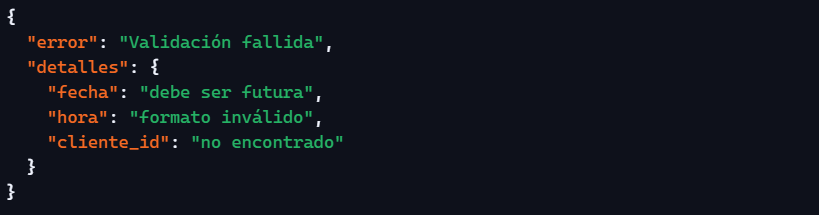 {
  "error": "Validación fallida",
  "detalles": {
    "fecha": "debe ser futura",
    "hora": "formato inválido",
    "cliente_id": "no encontrado"
  }
}